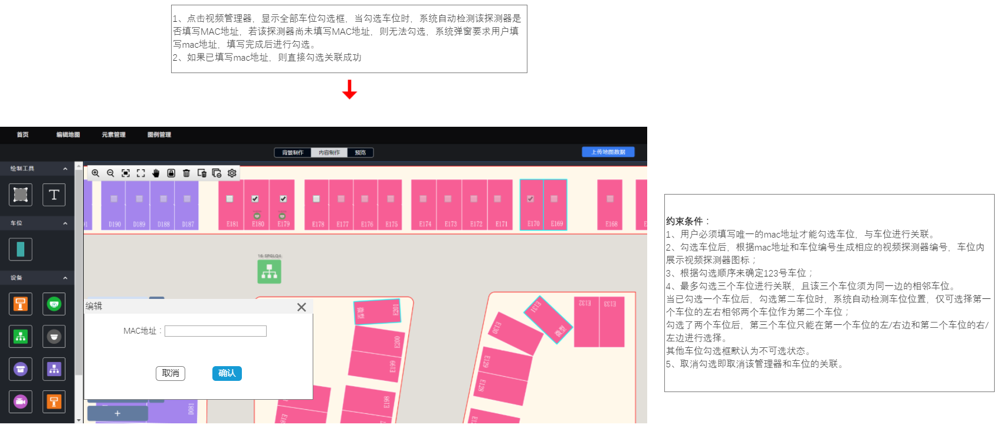 1、点击视频管理器，显示全部车位勾选框，当勾选车位时，系统自动检测该探测器是
否填写MAC地址，若该探测器尚未填写MAC地址，则无法勾选，系统弹窗要求用户填
写mac地址，填写完成后进行勾选。
2、如果已填写mac地址，则直接勾选关联成功
首页 编辑地图 元素管理 图例管理
背景制作 内容制作 预览
上传地图数据
绘制工具
T
车位
设备
D190 D189 D188 D187 E181 E180 E179 E178 E177 E176 E175 E174 E173 E172 E171 E170 E169 E168
编辑
MAC地址：
取消 确认
+
D081
微型 E201
E200
E199
E198
E131 微型
E130
E129
E128
E132 E133
约束条件：
1、用户必须填写唯一的mac地址才能勾选车位，与车位进行关联。
2、勾选车位后，根据mac地址和车位编号生成相应的视频探测器编号，车位内
展示视频探测器图标；
3、根据勾选顺序来确定123号车位；
4、最多勾选三个车位进行关联，且该三个车位须为同一边的相邻车位。
当已勾选一个车位后，勾选第二车位时，系统自动检测车位位置，仅可选择第一
个车位的左右相邻两个车位作为第二个车位；
勾选了两个车位后，第三个车位只能在第一个车位的左/右边和第二个车位的右/
左边进行选择。
其他车位勾选框默认为不可选状态。
5、取消勾选即取消该管理器和车位的关联。